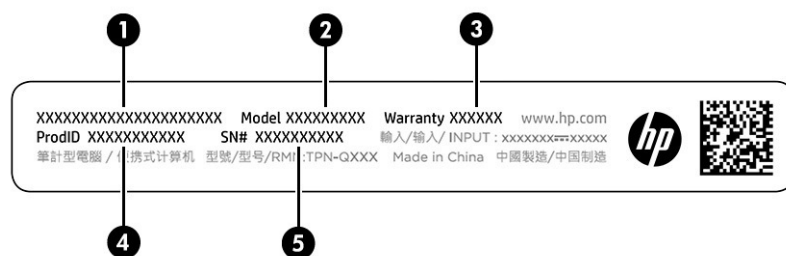 1 2 3
XXXXXXXXXXXXXXXXXXXXX Model XXXXXXXXX Warranty XXXXXX www.hp.com
ProdID XXXXXXXXXXX SN# XXXXXXXXXX 輸入/输入/ INPUT : XXXXXXX⎓XXXXX
筆計型電腦 / 便携式计算机 型號/型号/RMN:TPN-QXXX Made in China 中國製造/中国制造
hp
4 5